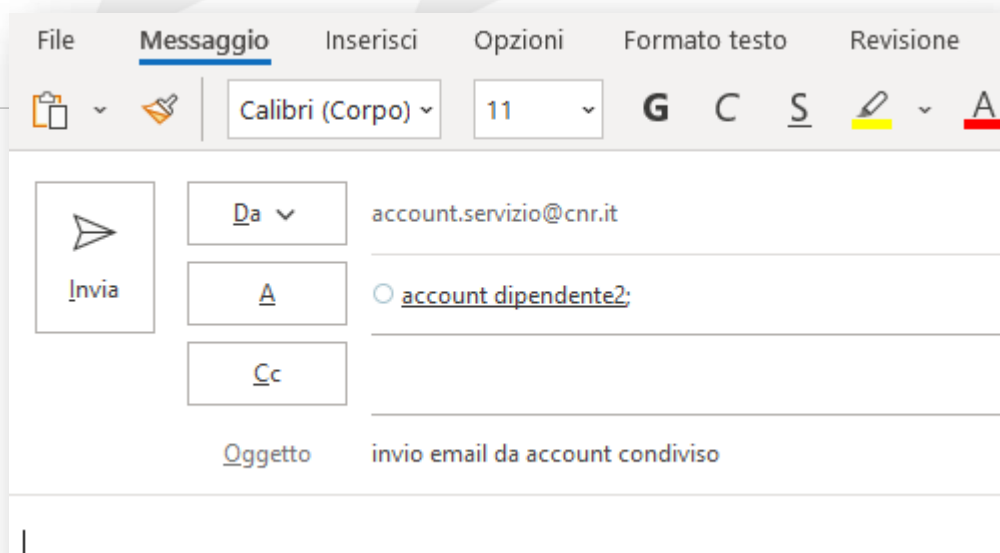 File Messaggio Inserisci Opzioni Formato testo Revisione
Calibri (Corpo) 11 G C S A
Da account.servizio@cnr.it
Invia A account dipendente2;
Cc
Oggetto invio email da account condiviso